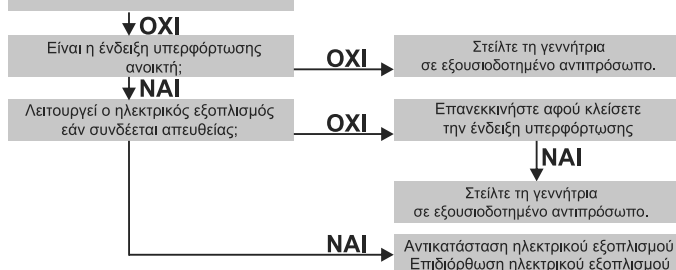 ΟΧΙ
Είναι η ένδειξη υπερφόρτωσης
ανοικτή;
ΟΧΙ
Στείλτε τη γεννήτρια
σε εξουσιοδοτημένο αντιπρόσωπο.
ΝΑΙ
Λειτουργεί ο ηλεκτρικός εξοπλισμός
εάν συνδέεται απευθείας;
ΟΧΙ
Επανεκκινήστε αφού κλείσετε
την ένδειξη υπερφόρτωσης
ΝΑΙ
Στείλτε τη γεννήτρια
σε εξουσιοδοτημένο αντιπρόσωπο.
ΝΑΙ
Αντικατάσταση ηλεκτρικού εξοπλισμού
Επιδιόρθωση ηλεκτρικού εξοπλισμού